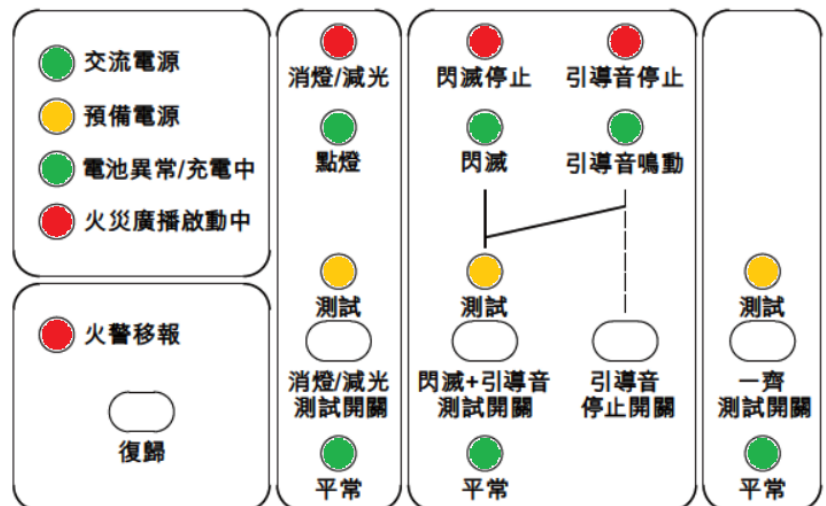 交流電源
預備電源
電池異常/充電中
火災廣播啟動中
火警移報
復歸
消燈/減光
點燈
測試
消燈/減光
測試開關
平常
閃滅停止
引導音停止
閃滅
引導音鳴動
測試
閃滅+引導音
測試開關
引導音
停止開關
平常
測試
一齊
測試開關
平常